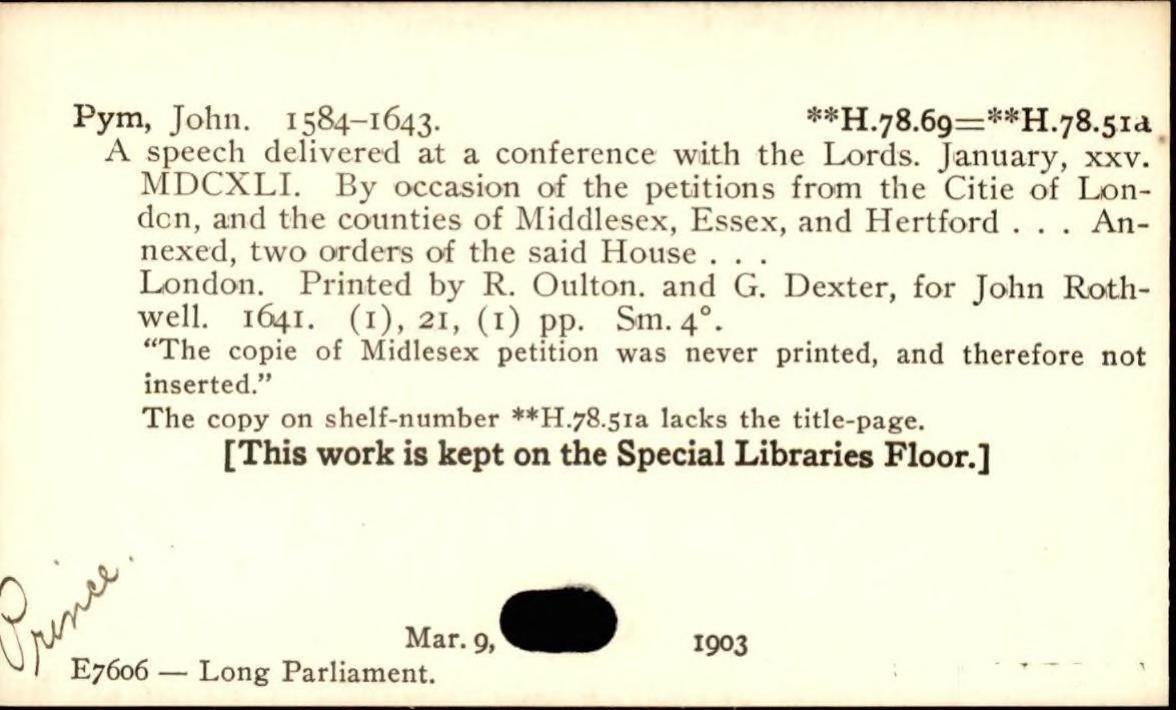 Pym, John. 1584–1643. **H.78.69=**H.78.51a
A speech delivered at a conference with the Lords. January, xxv.
MDCXLI. By occasion of the petitions from the Citie of Lon-
dcn, and the counties of Middlesex, Essex, and Hertford . . . An-
nexed, two orders of the said House . . .
London. Printed by R. Oulton. and G. Dexter, for John Roth-
well. 1641. (1), 21, (1) pp. Sm. 4°.
“The copie of Midlesex petition was never printed, and therefore not
inserted.”
The copy on shelf-number **H.78.51a lacks the title-page.
[This work is kept on the Special Libraries Floor.]
Prince.
Mar. 9, 1903
E7606 — Long Parliament.